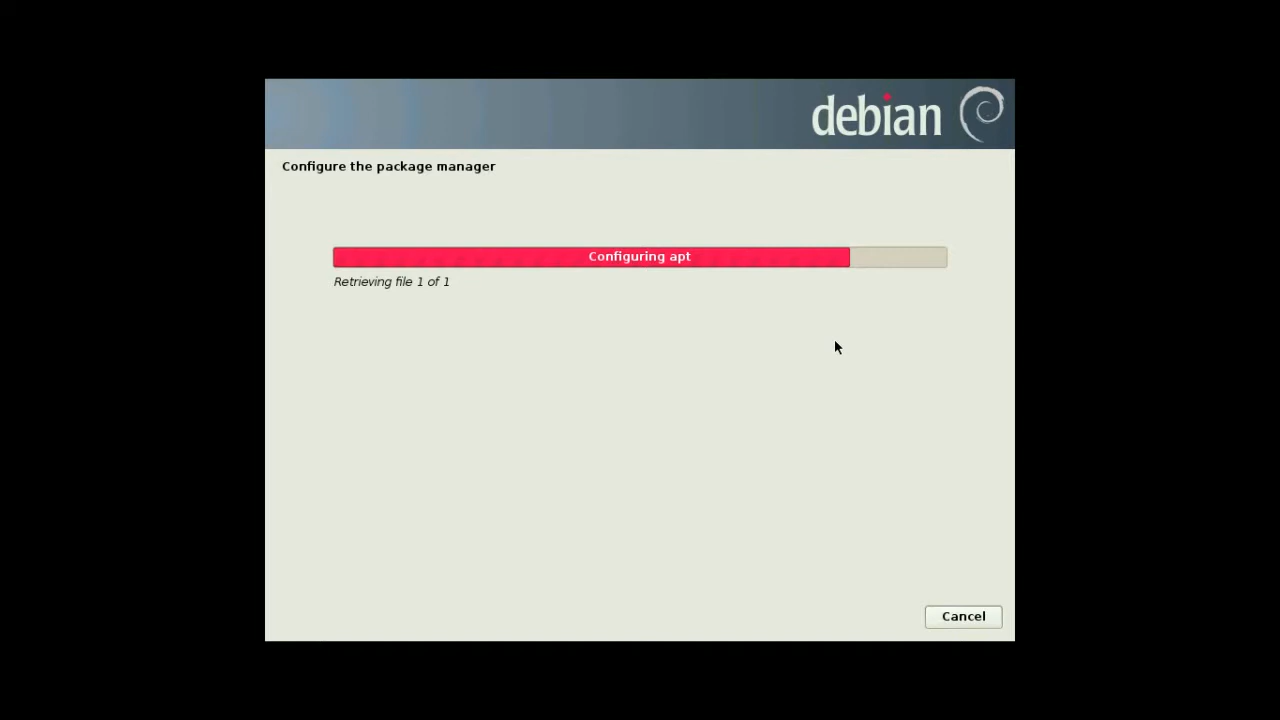 debian
Configure the package manager
Configuring apt
Retrieving file 1 of 1
Cancel